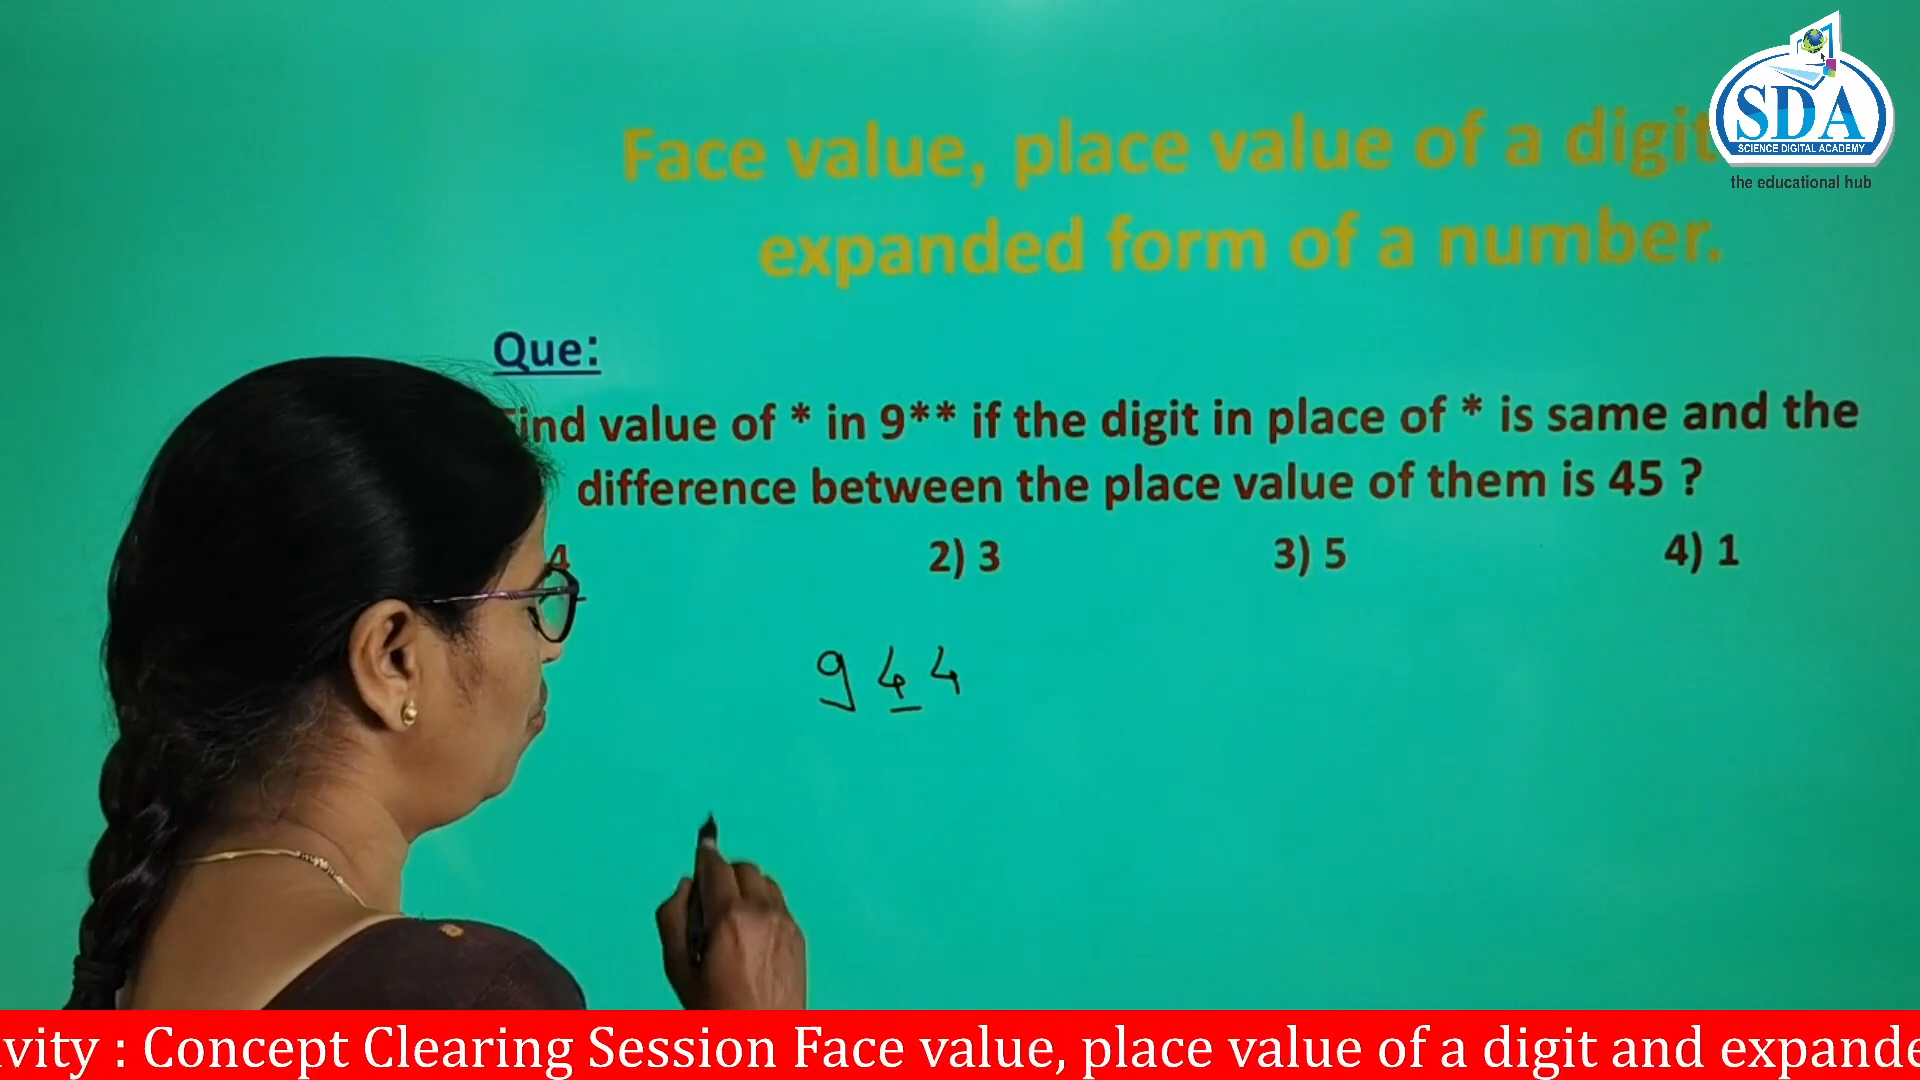 SDA
SCIENCE DIGITAL ACADEMY
the educational hub
Face value, place value of a digit
expanded form of a number.
Que:
Find value of * in 9** if the digit in place of * is same and the
difference between the place value of them is 45 ?
4 2) 3 3) 5 4) 1
9 4 4
vity : Concept Clearing Session Face value, place value of a digit and expande